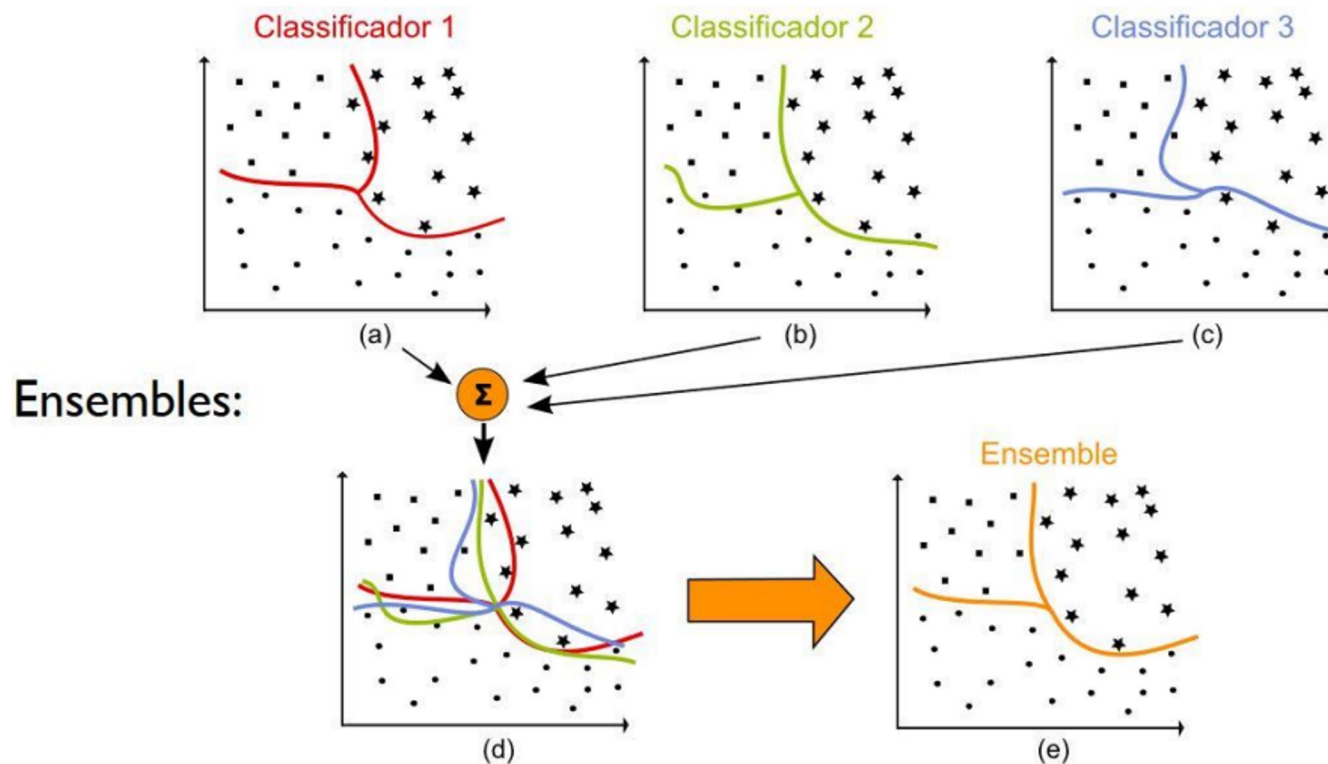 Classificador 1
Classificador 2
Classificador 3
(a)
(b)
(c)
Ensembles:
Σ
Ensemble
(d)
(e)